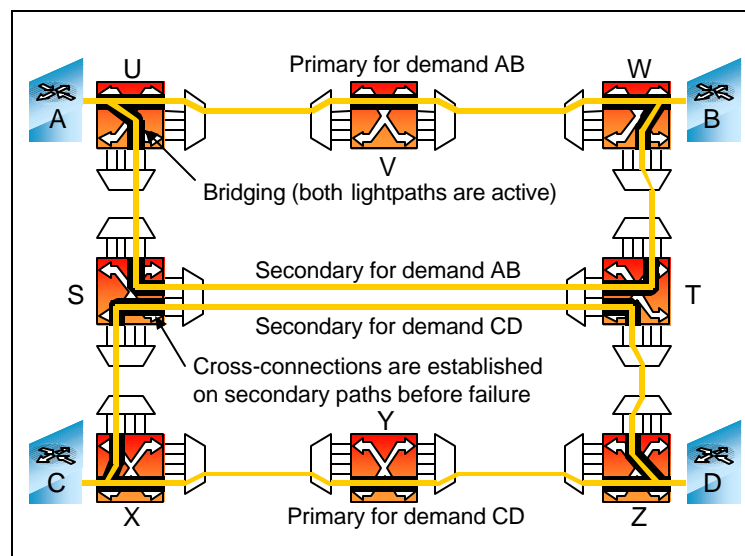 U
Primary for demand AB
W
A
B
V
Bridging (both lightpaths are active)
S
Secondary for demand AB
T
Secondary for demand CD
Cross-connections are established
on secondary paths before failure
Y
C
D
X
Primary for demand CD
Z